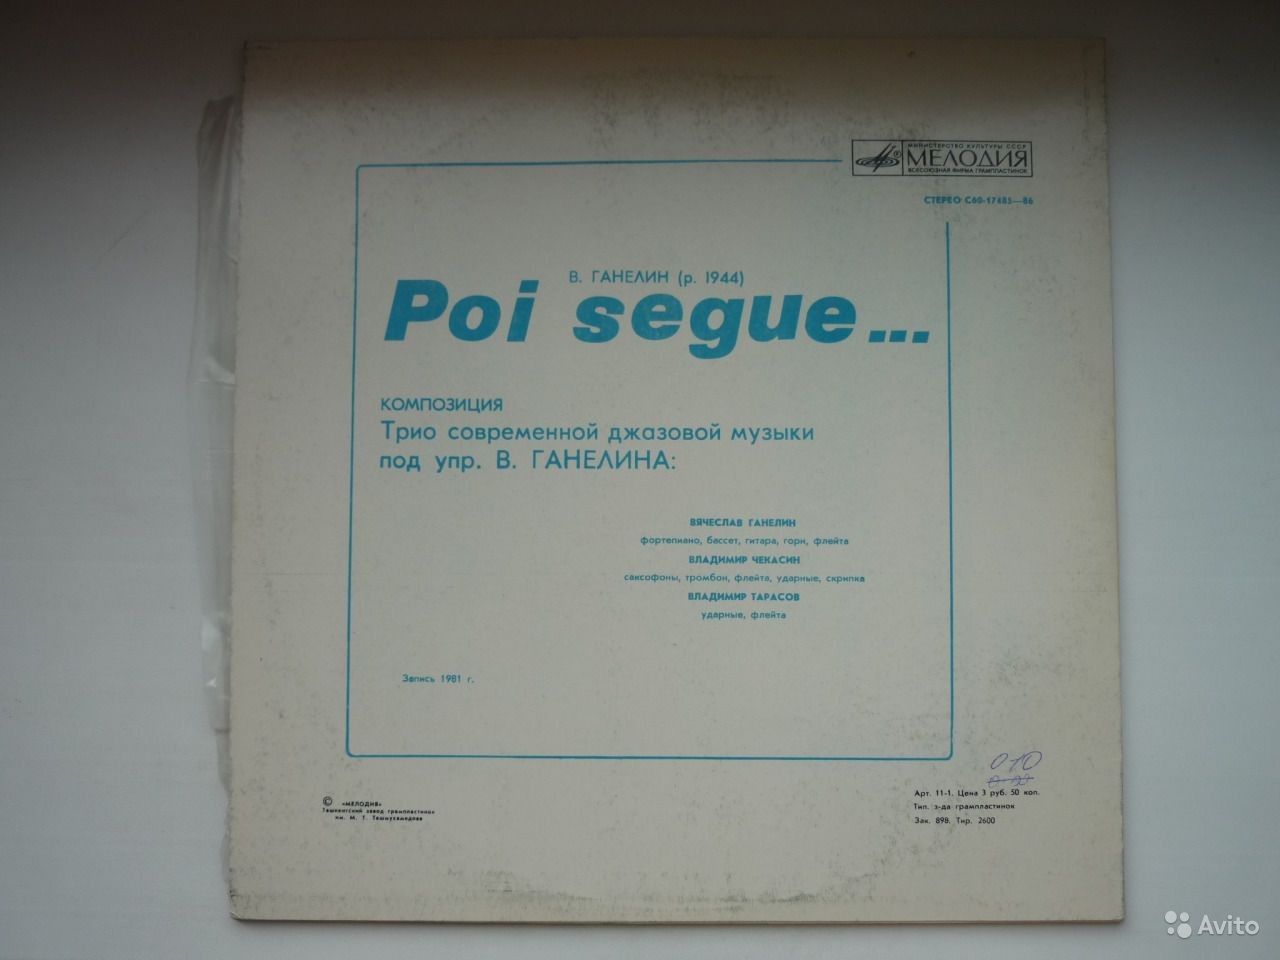 МИНИСТЕРСТВО КУЛЬТУРЫ СССР
МЕЛОДИЯ
ВСЕСОЮЗНАЯ ФИРМА ГРАМПЛАСТИНОК
СТЕРЕО С60-17485—86
В. ГАНЕЛИН (р. 1944)
Poi segue...
КОМПОЗИЦИЯ
Трио современной джазовой музыки
под упр. В. ГАНЕЛИНА:
ВЯЧЕСЛАВ ГАНЕЛИН
фортепиано, бассет, гитара, горн, флейта
ВЛАДИМИР ЧЕКАСИН
саксофоны, тромбон, флейта, ударные, скрипка
ВЛАДИМИР ТАРАСОВ
ударные, флейта
Запись 1981 г.
© «МЕЛОДИЯ»
Ташкентский завод грампластинок
им. М. Т. Ташмухамедова
Арт. 11-1. Цена 3 руб. 50 коп.
Тип. з-да грампластинок
Зак. 898. Тир. 2600
Avito